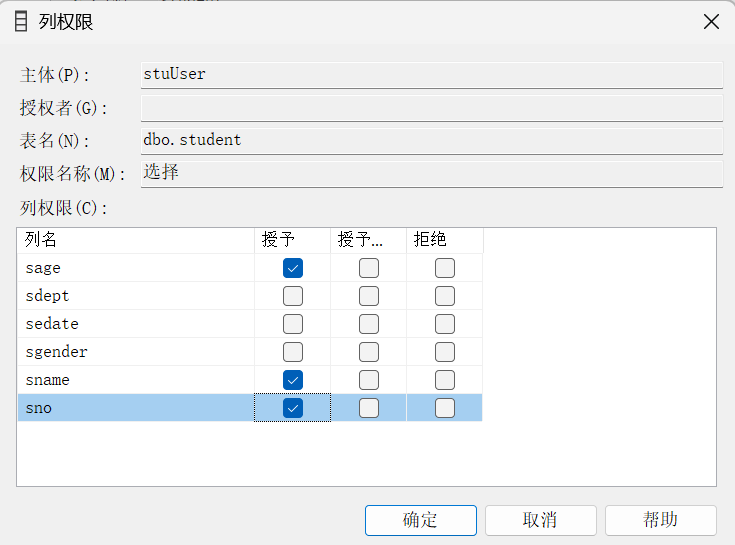 列权限
主体(P): stuUser
授权者(G):
表名(N): dbo.student
权限名称(M): 选择
列权限(C):
列名 授予 授予... 拒绝
sage
sdept
sedate
sgender
sname
sno
确定 取消 帮助